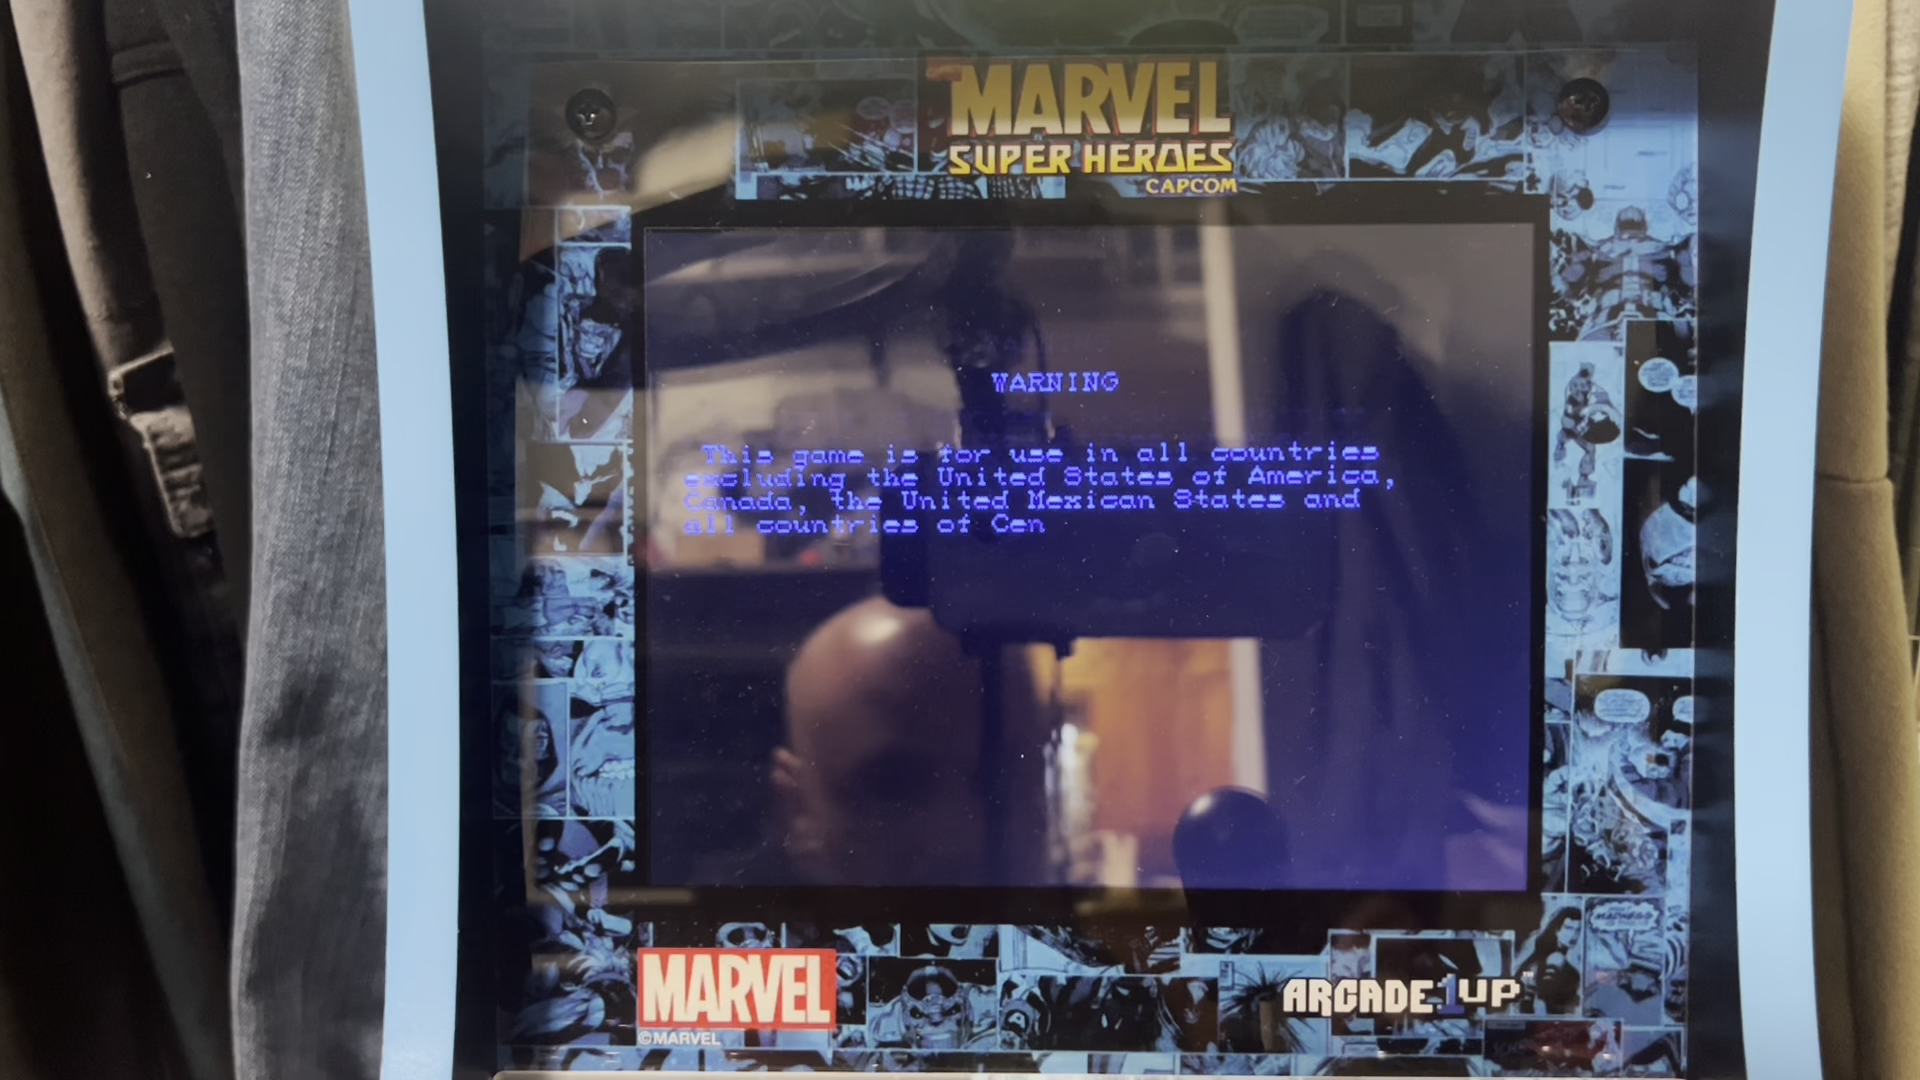 MARVEL
SUPER HEROES
CAPCOM
WARNING
This game is for use in all countries
excluding the United States of America,
Canada, the United Mexican States and
all countries of Cen
MARVEL
©MARVEL
ARCADE1UP